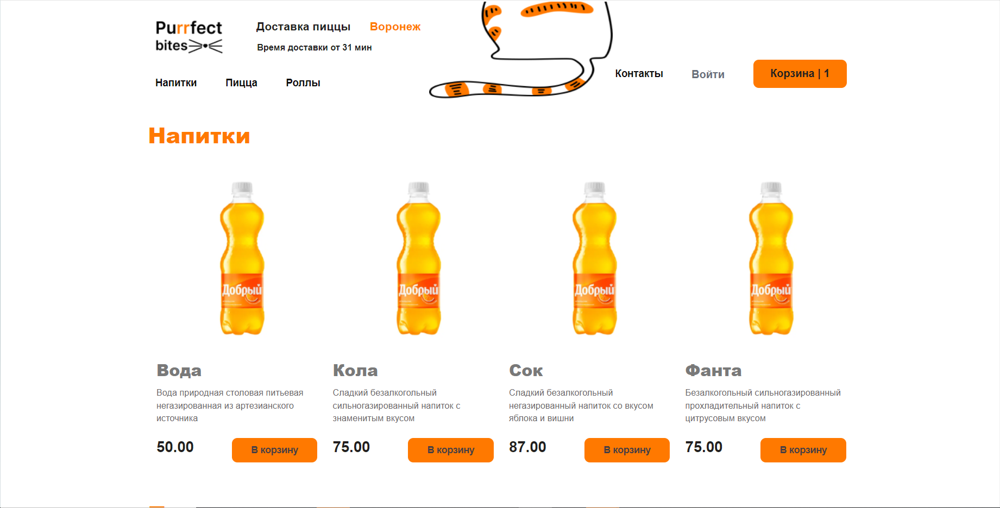 Purrfect
bites
Доставка пиццы Воронеж
Время доставки от 31 мин
Напитки Пицца Роллы
Контакты Войти Корзина | 1
Напитки
Добрый Добрый Добрый Добрый
Вода
Вода природная столовая питьевая
негазированная из артезианского
источника
50.00 В корзину
Кола
Сладкий безалкогольный
сильногазированный напиток с
знаменитым вкусом
75.00 В корзину
Сок
Сладкий безалкогольный
негазированный напиток со вкусом
яблока и вишни
87.00 В корзину
Фанта
Безалкогольный сильногазированный
прохладительный напиток с
цитрусовым вкусом
75.00 В корзину